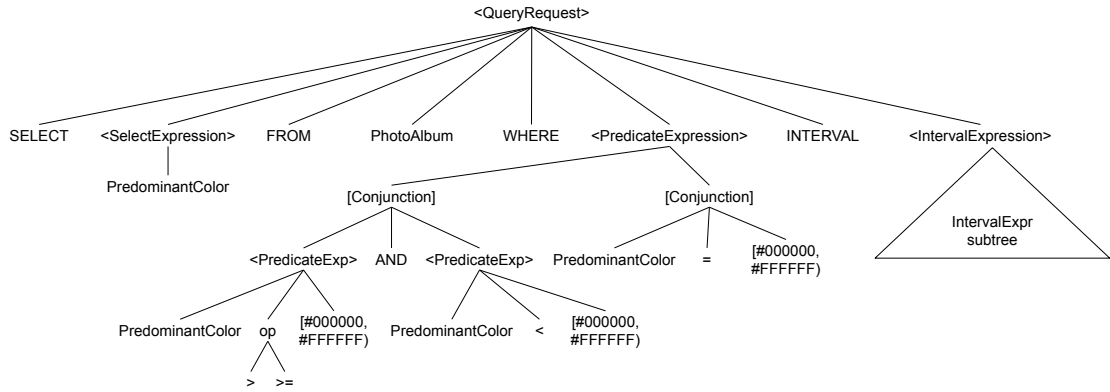 <QueryRequest>
SELECT <SelectExpression> FROM PhotoAlbum WHERE <PredicateExpression> INTERVAL <IntervalExpression>
PredominantColor
[Conjunction] [Conjunction]
IntervalExpr
subtree
<PredicateExp> AND <PredicateExp> PredominantColor = [#000000,
#FFFFFF)
PredominantColor op [#000000,
#FFFFFF)
PredominantColor < [#000000,
#FFFFFF)
> >=